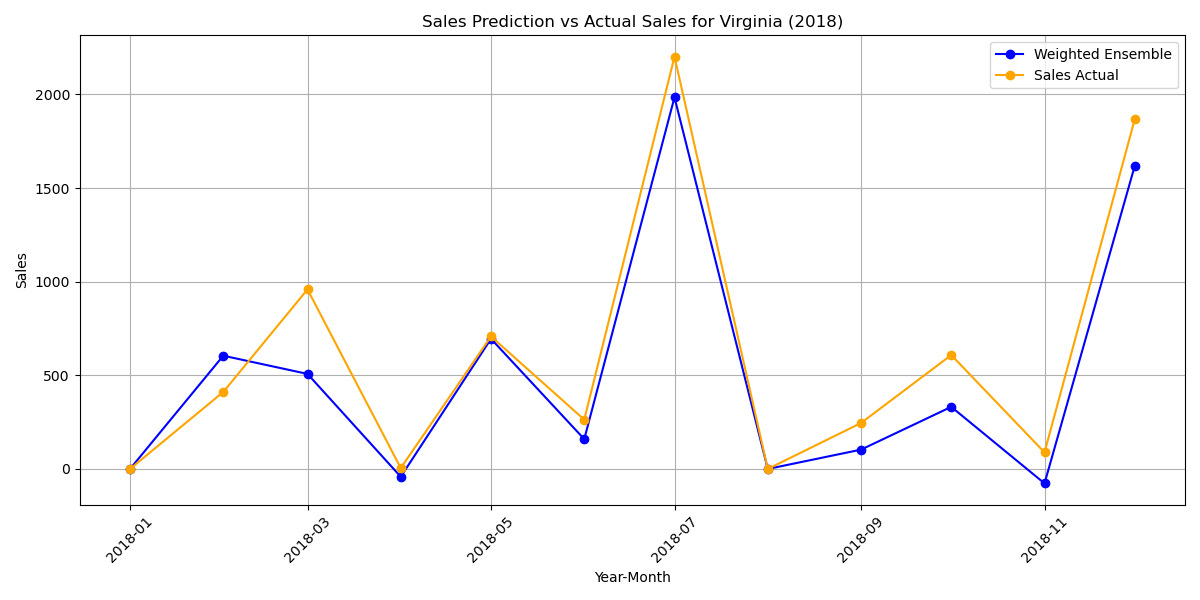 Sales Prediction vs Actual Sales for Virginia (2018)
Weighted Ensemble
Sales Actual
Sales
2000
1500
1000
500
0
2018-01
2018-03
2018-05
2018-07
2018-09
2018-11
Year-Month